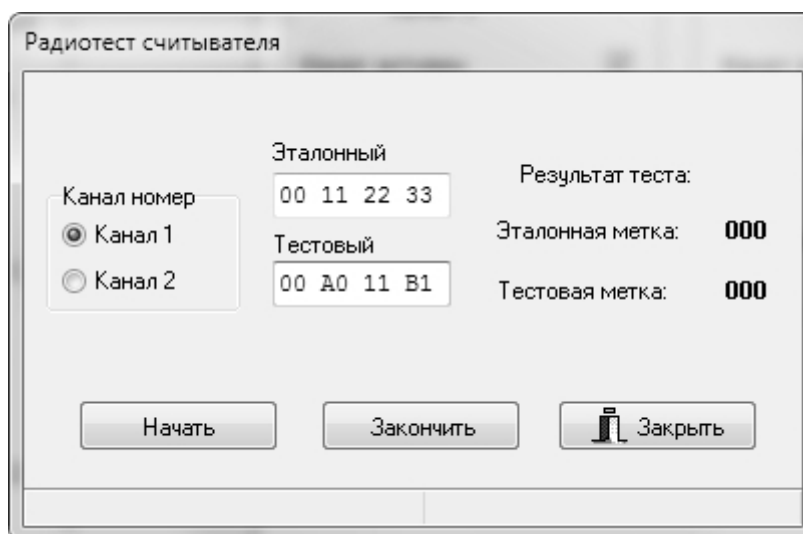 Радиотест считывателя
Эталонный
00 11 22 33
Тестовый
00 A0 11 B1
Канал номер
Канал 1
Канал 2
Результат теста:
Эталонная метка: 000
Тестовая метка: 000
Начать
Закончить
Закрыть